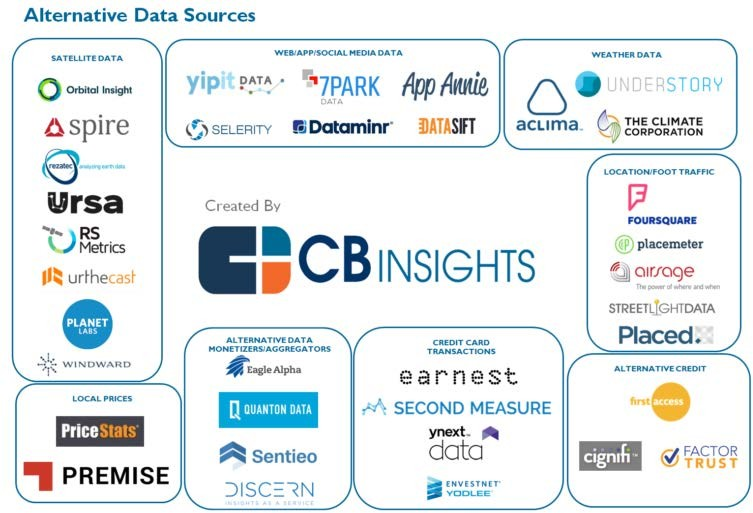 Alternative Data Sources
SATELLITE DATA
Orbital Insight
spire
rezatec analyzing earth data
Ursa
RS
Metrics
urthecast
PLANET
LABS
WINDWARD
WEB/APP/SOCIAL MEDIA DATA
yipit DATA
7PARK
DATA
App Annie
SELERITY
Dataminr
DATASIFT
WEATHER DATA
aclima™
UNDERSTORY
THE CLIMATE
CORPORATION
Created By
CB INSIGHTS
LOCATION/FOOT TRAFFIC
FOURSQUARE
placemeter
airsage
The power of where and when
STREETLIGHTDATA
Placed
LOCAL PRICES
PriceStats
PREMISE
ALTERNATIVE DATA
MONETIZERS/AGGREGATORS
Eagle Alpha
QUANTON DATA
Sentieo
DISCERN
INSIGHTS AS A SERVICE
CREDIT CARD
TRANSACTIONS
earnest
SECOND MEASURE
ynext™
data
ENVESTNET
YODLEE
ALTERNATIVE CREDIT
first access
cignifi™
FACTOR
TRUST